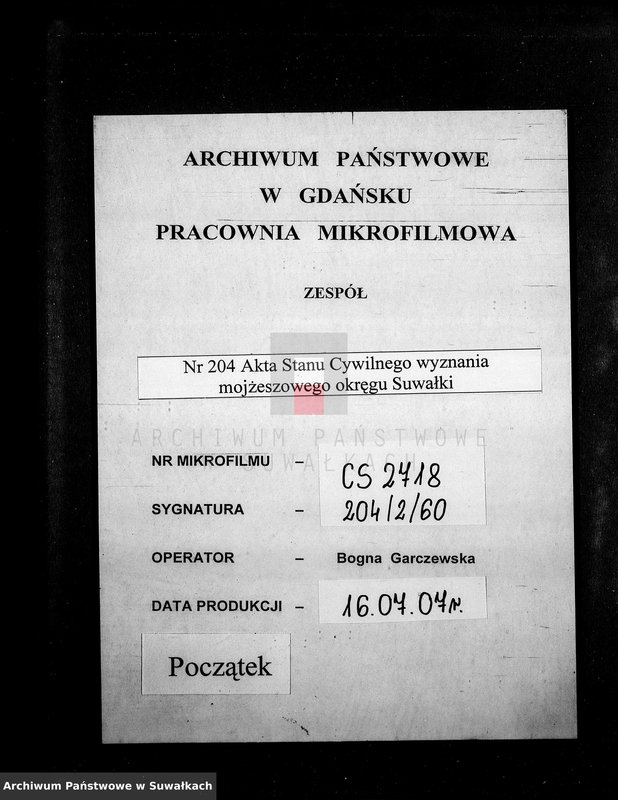 ARCHIWUM PAŃSTWOWE
W GDAŃSKU
PRACOWNIA MIKROFILMOWA
ZESPÓŁ
Nr 204 Akta Stanu Cywilnego wyznania
mojżeszowego okręgu Suwałki
ARCHIWUM PAŃSTWOWE
SUWAŁKACH
NR MIKROFILMU – CS 2718
SYGNATURA – 204/2/60
OPERATOR – Bogna Garczewska
DATA PRODUKCJI – 16.07.07r.
Początek
Archiwum Państwowe w Suwałkach